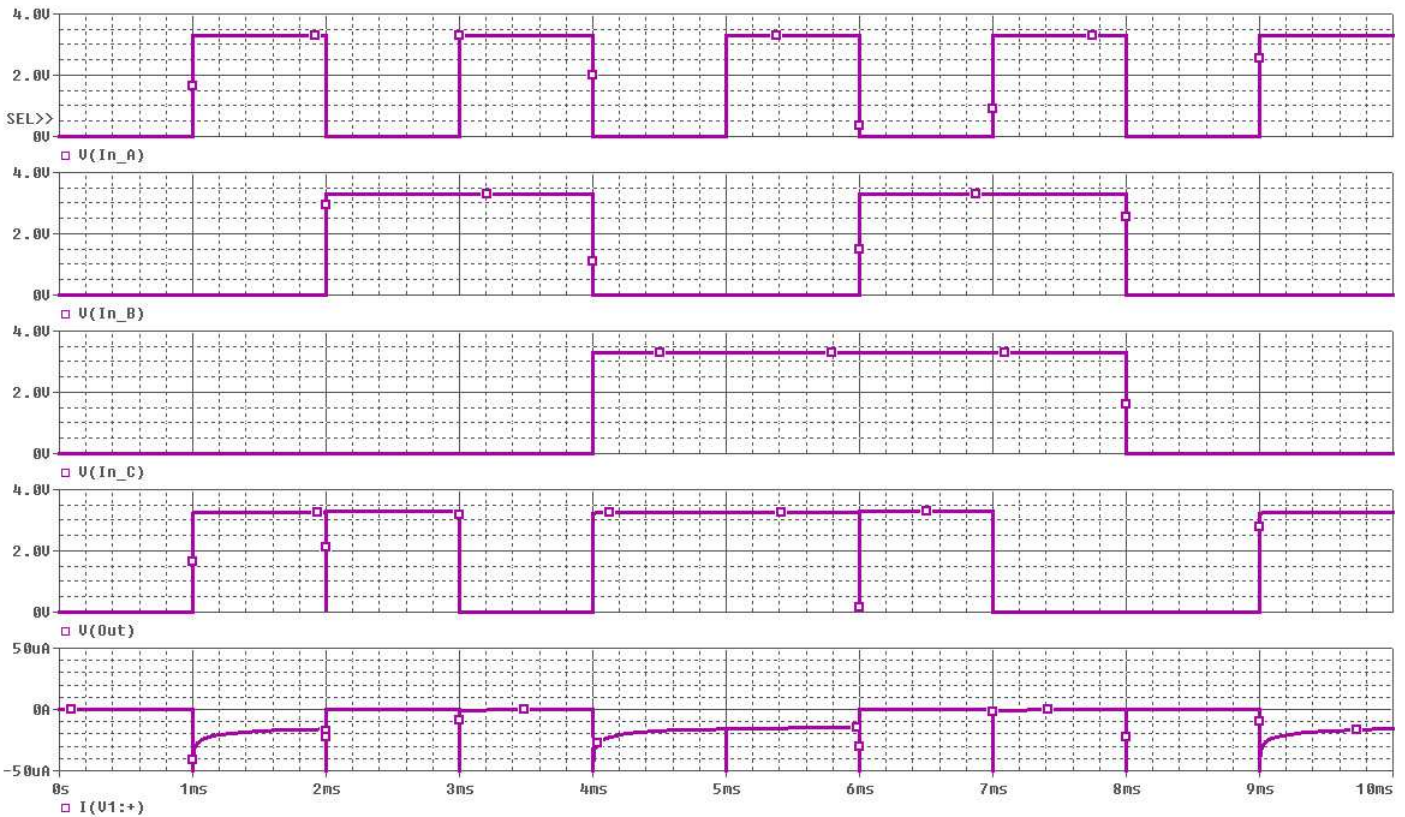 4.0V
2.0V
SEL>>
0V
V(In_A)
4.0V
2.0V
0V
V(In_B)
4.0V
2.0V
0V
V(In_C)
4.0V
2.0V
0V
V(Out)
50uA
0A
-50uA
0s 1ms 2ms 3ms 4ms 5ms 6ms 7ms 8ms 9ms 10ms
I(V1:+)